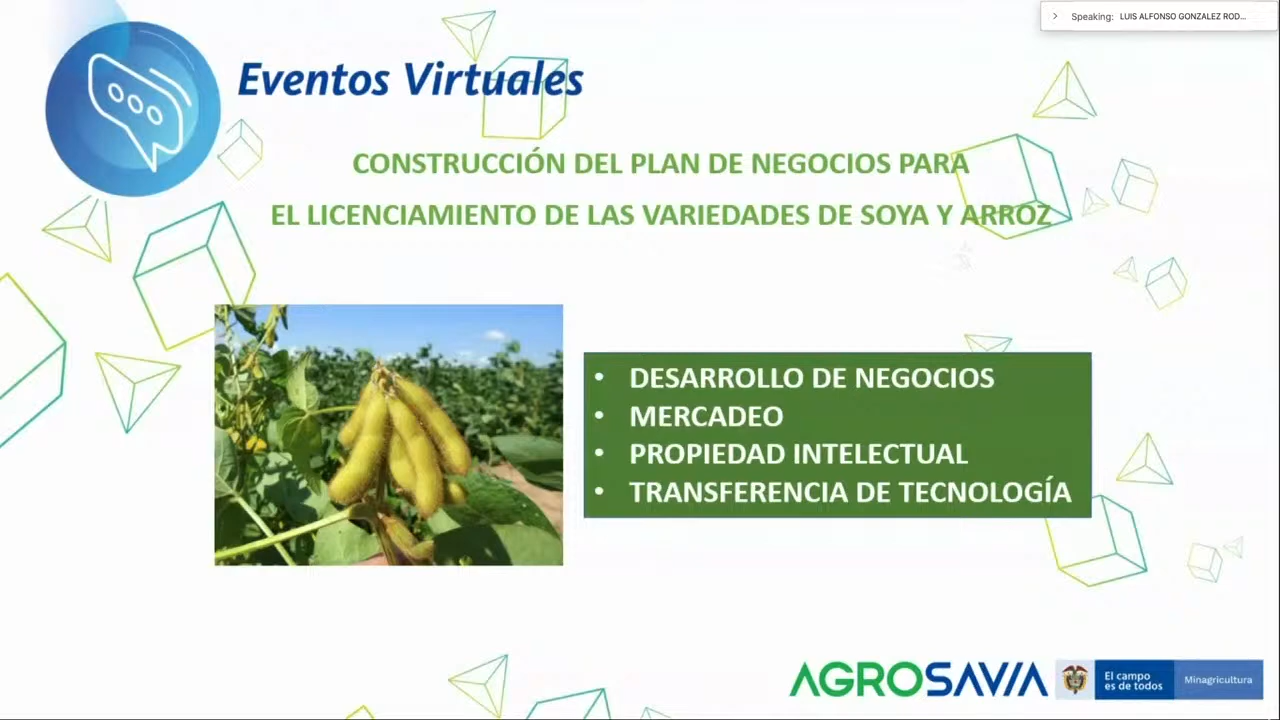 Speaking: LUIS ALFONSO GONZALEZ ROD...
Eventos Virtuales
CONSTRUCCIÓN DEL PLAN DE NEGOCIOS PARA
EL LICENCIAMIENTO DE LAS VARIEDADES DE SOYA Y ARROZ
• DESARROLLO DE NEGOCIOS
• MERCADEO
• PROPIEDAD INTELECTUAL
• TRANSFERENCIA DE TECNOLOGÍA
AGROSAVIA
El campo
es de todos
Minagricultura